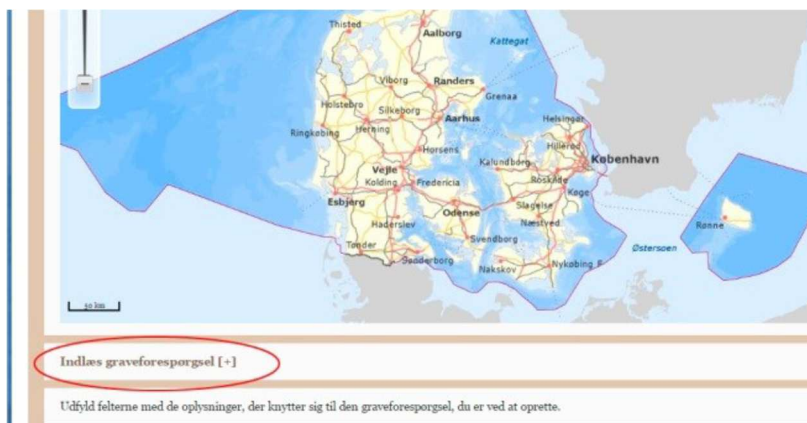 Thisted
Aalborg
Kattegat
Viborg
Randers
Grenaa
Holstebro
Silkeborg
Aarhus
Helsingør
Ringkøbing
Herning
Hillerød
Horsens
Kalundborg
København
Vejle
Kolding
Fredericia
Roskilde
Køge
Esbjerg
Odense
Slagelse
Haderslev
Næstved
Rønne
Svendborg
Tønder
Østersøen
Sønderborg
Nakskov
Nykøbing F
50 km
Indlæs graveforespørgsel [+]
Udfyld felterne med de oplysninger, der knytter sig til den graveforespørgsel, du er ved at oprette.